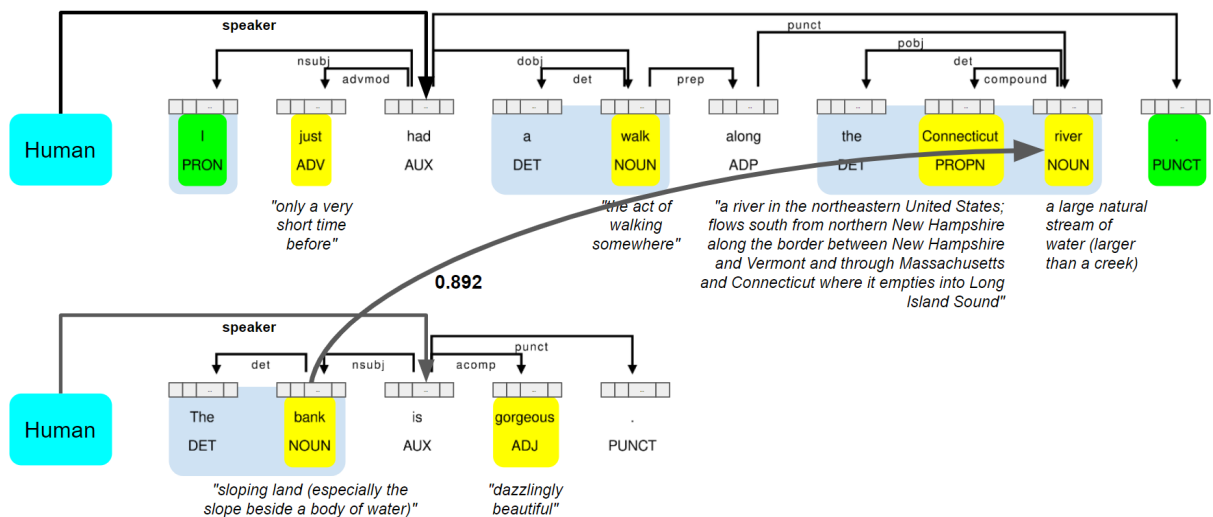 speaker
punct
nsubj
dobj
pobj
advmod
det
prep
det
compound
Human
I just had a walk along the Connecticut river .
PRON ADV AUX DET NOUN ADP DET PROPN NOUN PUNCT
"only a very
short time
before"
"the act of
walking
somewhere"
"a river in the northeastern United States;
flows south from northern New Hampshire
along the border between New Hampshire
and Vermont and through Massachusetts
and Connecticut where it empties into Long
Island Sound"
a large natural
stream of
water (larger
than a creek)
0.892
speaker
punct
det
nsubj
acomp
Human
The bank is gorgeous .
DET NOUN AUX ADJ PUNCT
"sloping land (especially the
slope beside a body of water)"
"dazzlingly
beautiful"